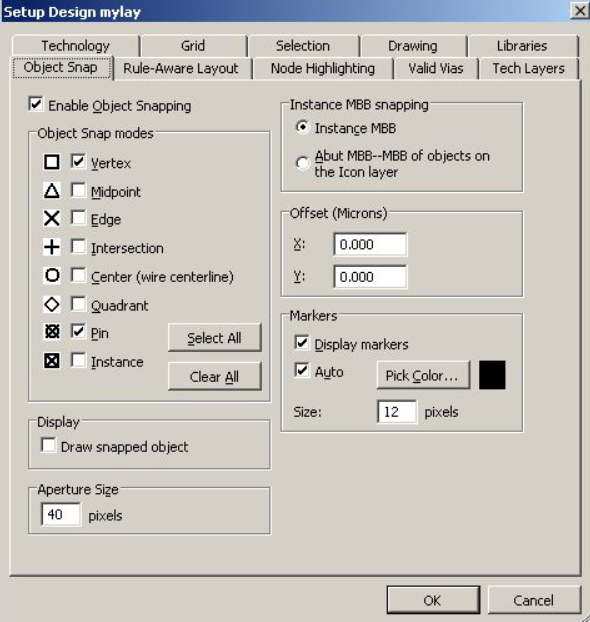 Setup Design mylay
Technology
Grid
Selection
Drawing
Libraries
Object Snap
Rule-Aware Layout
Node Highlighting
Valid Vias
Tech Layers
Enable Object Snapping
Object Snap modes
Vertex
Midpoint
Edge
Intersection
Center (wire centerline)
Quadrant
Pin
Instance
Select All
Clear All
Display
Draw snapped object
Aperture Size
40 pixels
Instance MBB snapping
Instance MBB
Abut MBB--MBB of objects on
the Icon layer
Offset (Microns)
X: 0.000
Y: 0.000
Markers
Display markers
Auto
Pick Color...
Size: 12 pixels
OK
Cancel